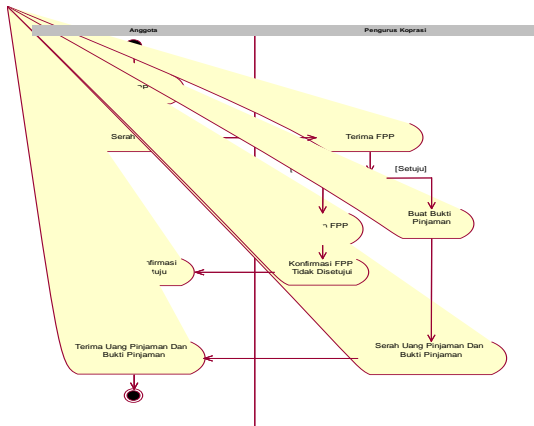 Anggota
Pengurus Koprasi
Serah
Terima FPP
[Setuju]
FPP
Buat Bukti
Pinjaman
Konfirmasi FPP
Tidak Disetujui
Terima Uang Pinjaman Dan
Bukti Pinjaman
Serah Uang Pinjaman Dan
Bukti Pinjaman